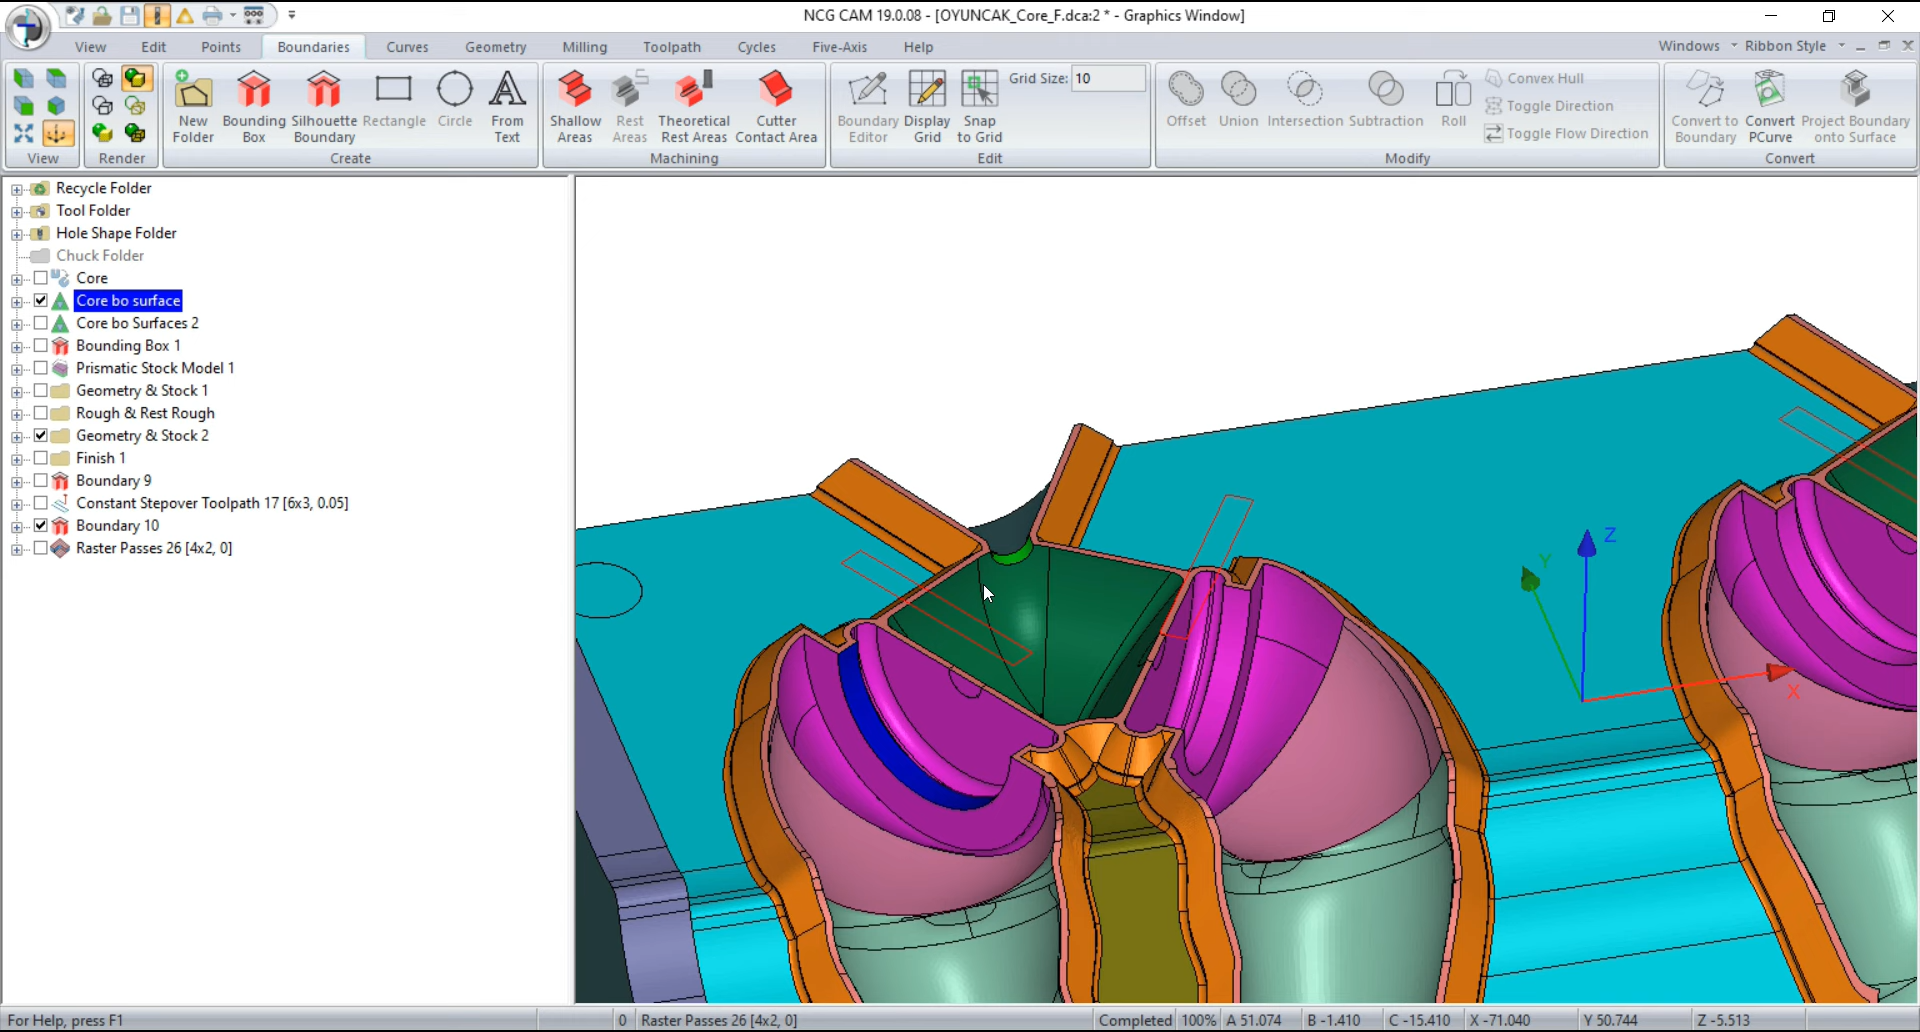 NCG CAM 19.0.08 - [OYUNCAK_Core_F.dca:2 * - Graphics Window]
View Edit Points Boundaries Curves Geometry Milling Toolpath Cycles Five-Axis Help Windows Ribbon Style
New Folder
Bounding Box
Silhouette Boundary
Rectangle
Circle
From Text
Shallow Areas
Rest Areas
Theoretical Rest Areas
Cutter Contact Area
Boundary Editor
Display Grid
Snap to Grid
Grid Size: 10
Offset
Union
Intersection
Subtraction
Roll
Convex Hull
Toggle Direction
Toggle Flow Direction
Convert to Boundary
Convert PCurve
Project Boundary onto Surface
View Render Create Machining Edit Modify Convert
Recycle Folder
Tool Folder
Hole Shape Folder
Chuck Folder
Core
Core bo surface
Core bo Surfaces 2
Bounding Box 1
Prismatic Stock Model 1
Geometry & Stock 1
Rough & Rest Rough
Geometry & Stock 2
Finish 1
Boundary 9
Constant Stepover Toolpath 17 [6x3, 0.05]
Boundary 10
Raster Passes 26 [4x2, 0]
Z
Y
X
For Help, press F1 0 Raster Passes 26 [4x2, 0] Completed 100% A 51.074 B -1.410 C -15.410 X -71.040 Y 50.744 Z -5.513